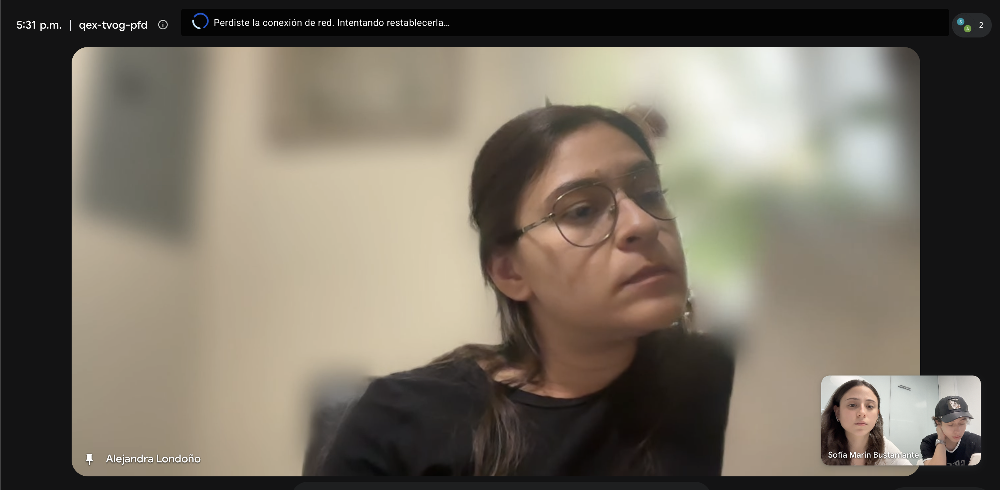 5:31 p.m. | qex-tvog-pfd
Perdiste la conexión de red. Intentando restablecerla...
S
A
2
Alejandra Londoño
Sofía Marín Bustamante